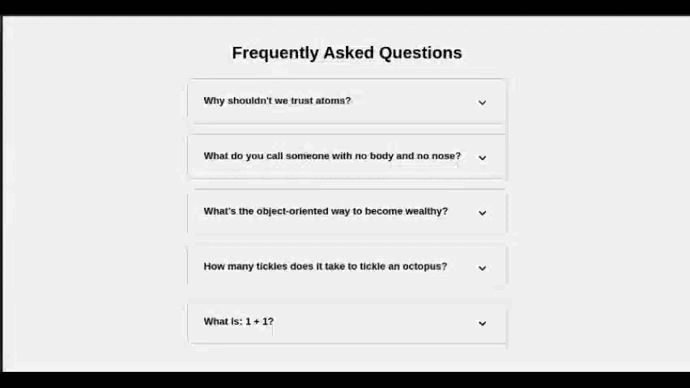 Frequently Asked Questions
Why shouldn't we trust atoms?
What do you call someone with no body and no nose?
What's the object-oriented way to become wealthy?
How many tickles does it take to tickle an octopus?
What is: 1 + 1?